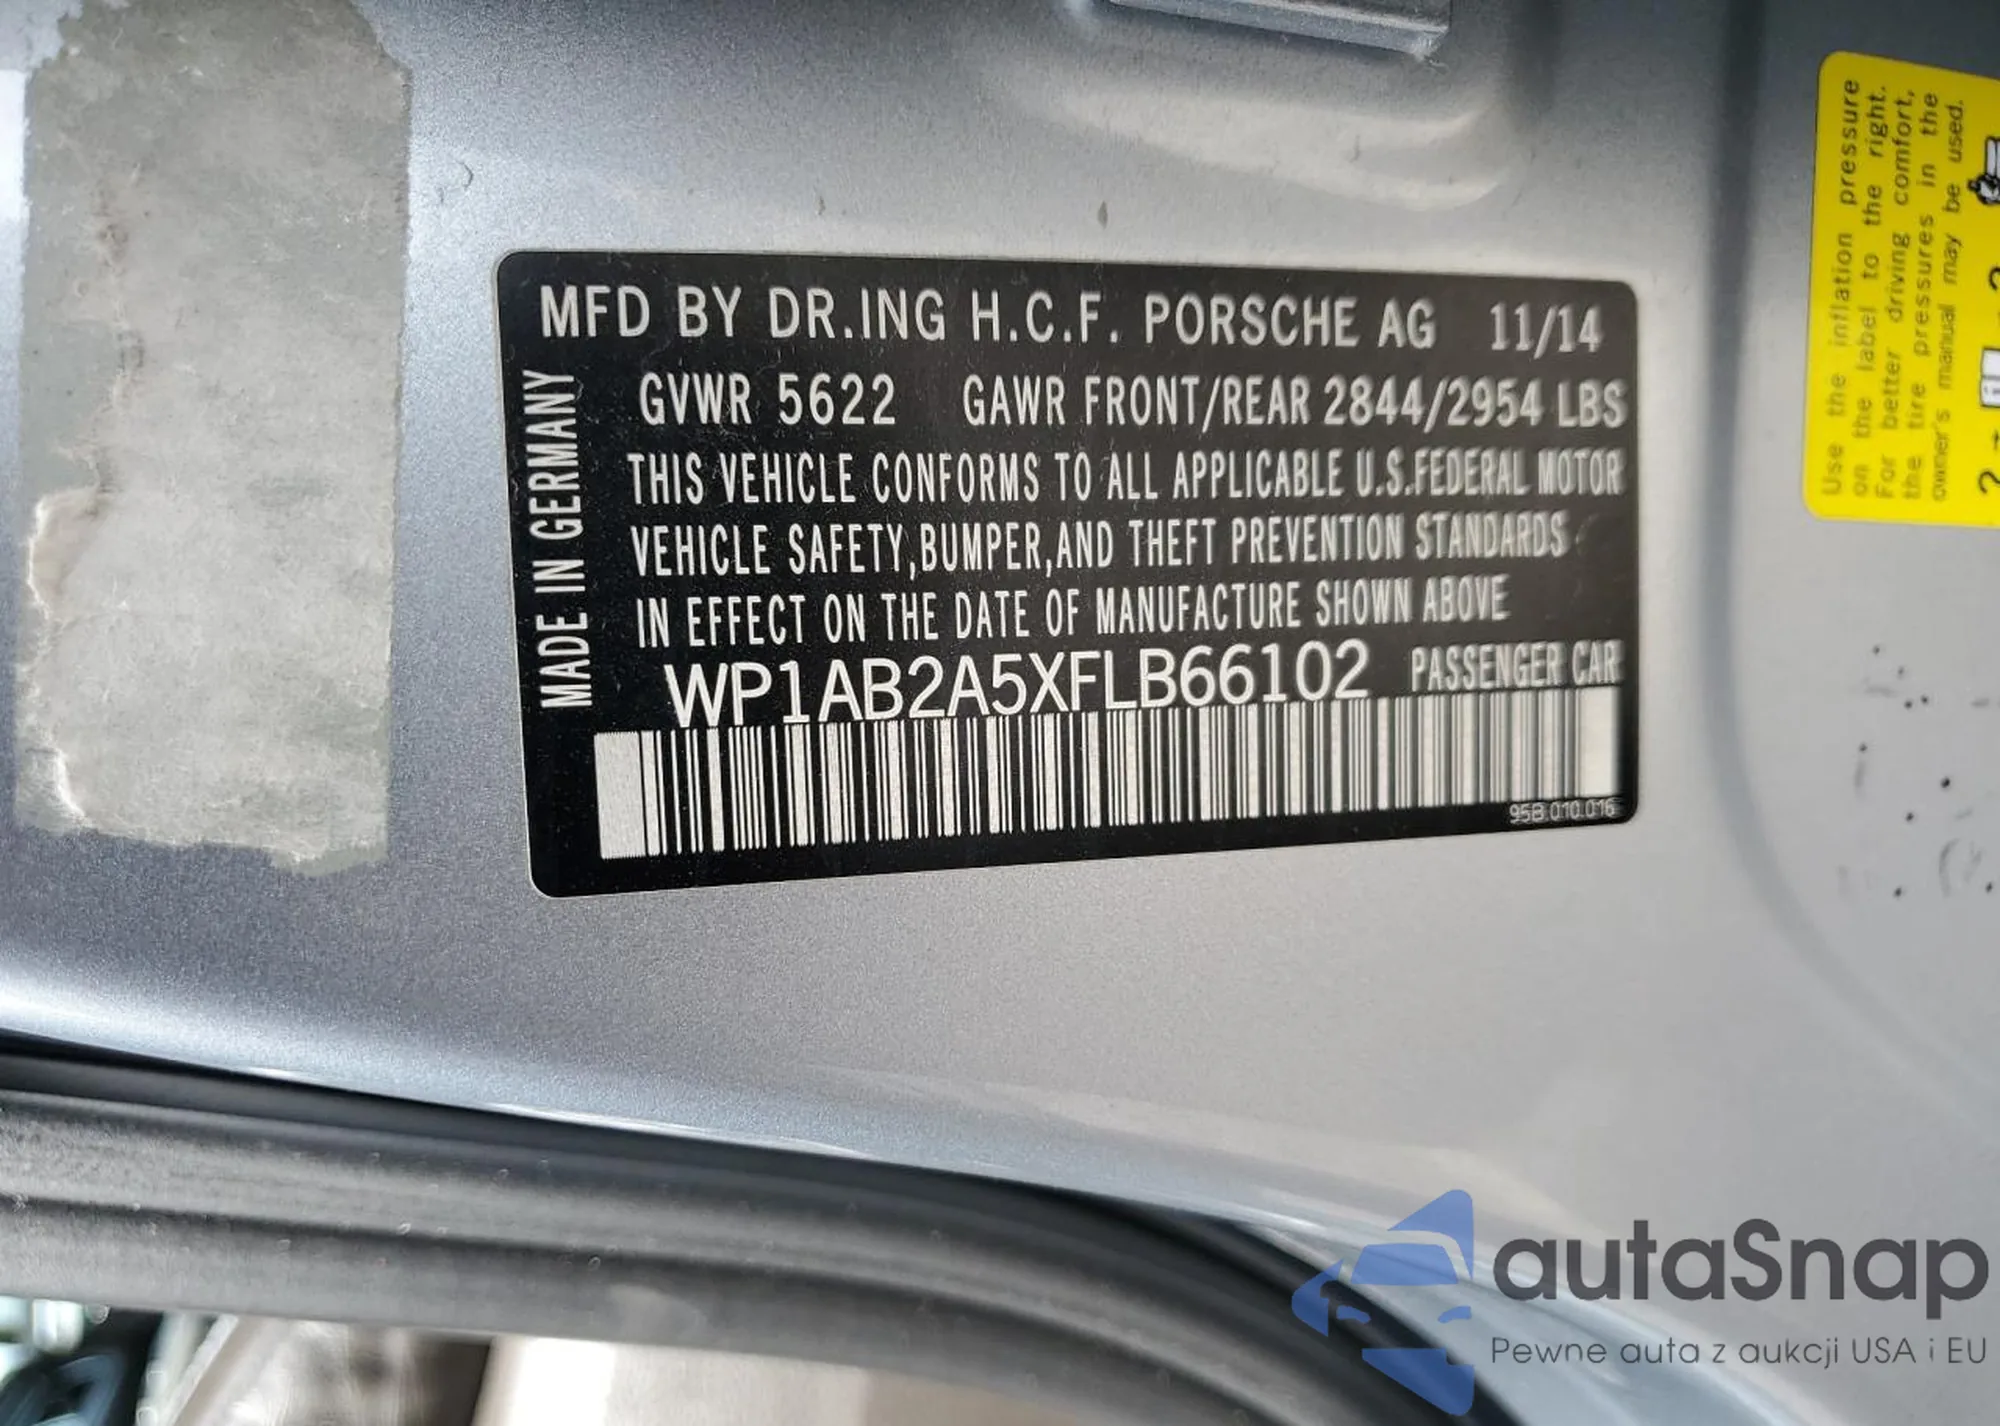 MFD BY DR.ING H.C.F. PORSCHE AG 11/14
GVWR 5622 GAWR FRONT/REAR 2844/2954 LBS
THIS VEHICLE CONFORMS TO ALL APPLICABLE U.S.FEDERAL MOTOR
VEHICLE SAFETY,BUMPER,AND THEFT PREVENTION STANDARDS
IN EFFECT ON THE DATE OF MANUFACTURE SHOWN ABOVE
WP1AB2A5XFLB66102 PASSENGER CAR
95B.010.016
MADE IN GERMANY
Use the inflation pressure
on the label to the right.
For better driving comfort,
the tire pressures in the
owner's manual may be used.
autaSnap
Pewne auta z aukcji USA i EU